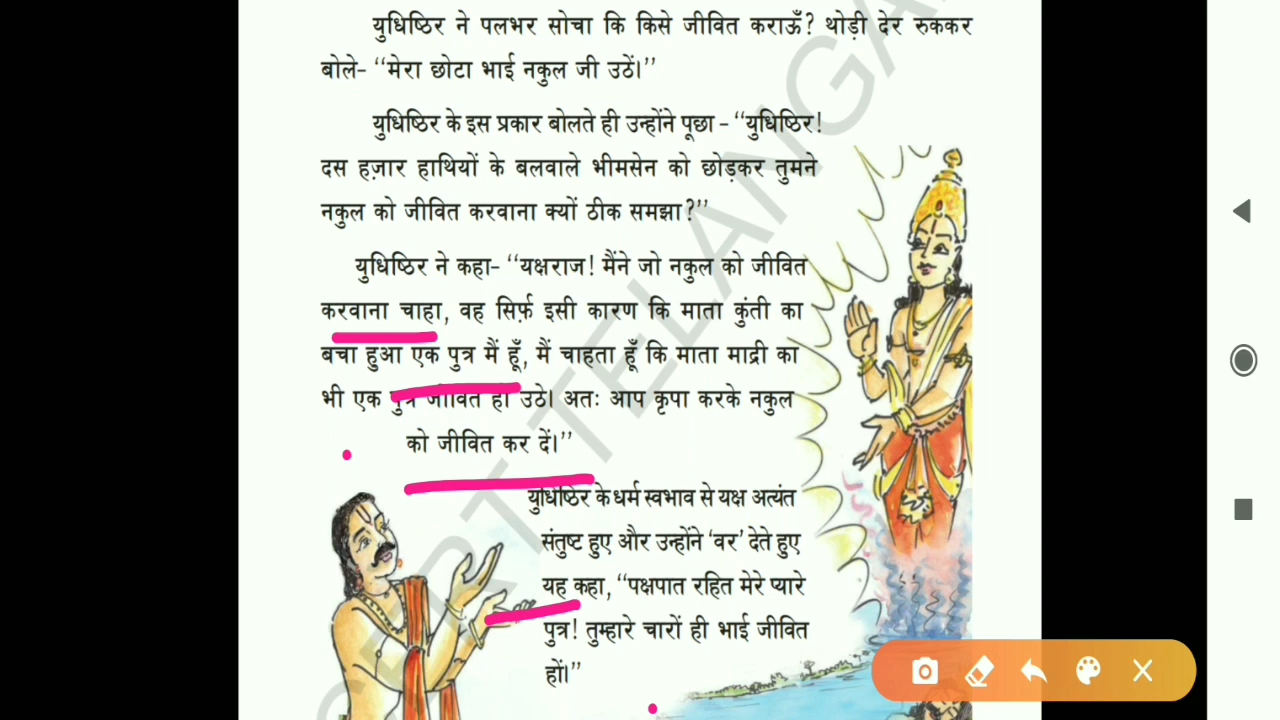 युधिष्ठिर ने पलभर सोचा कि किसे जीवित कराऊँ? थोड़ी देर रुककर
बोले- “मेरा छोटा भाई नकुल जी उठें।”
युधिष्ठिर के इस प्रकार बोलते ही उन्होंने पूछा - “युधिष्ठिर!
दस हज़ार हाथियों के बलवाले भीमसेन को छोड़कर तुमने
नकुल को जीवित करवाना क्यों ठीक समझा?”
युधिष्ठिर ने कहा- “यक्षराज! मैंने जो नकुल को जीवित
करवाना चाहा, वह सिर्फ़ इसी कारण कि माता कुंती का
बचा हुआ एक पुत्र मैं हूँ, मैं चाहता हूँ कि माता माद्री का
भी एक पुत्र जीवित हो उठे। अतः आप कृपा करके नकुल
को जीवित कर दें।”
युधिष्ठिर के धर्म स्वभाव से यक्ष अत्यंत
संतुष्ट हुए और उन्होंने ‘वर’ देते हुए
यह कहा, “पक्षपात रहित मेरे प्यारे
पुत्र! तुम्हारे चारों ही भाई जीवित
हों।”
SCERT TELANGA